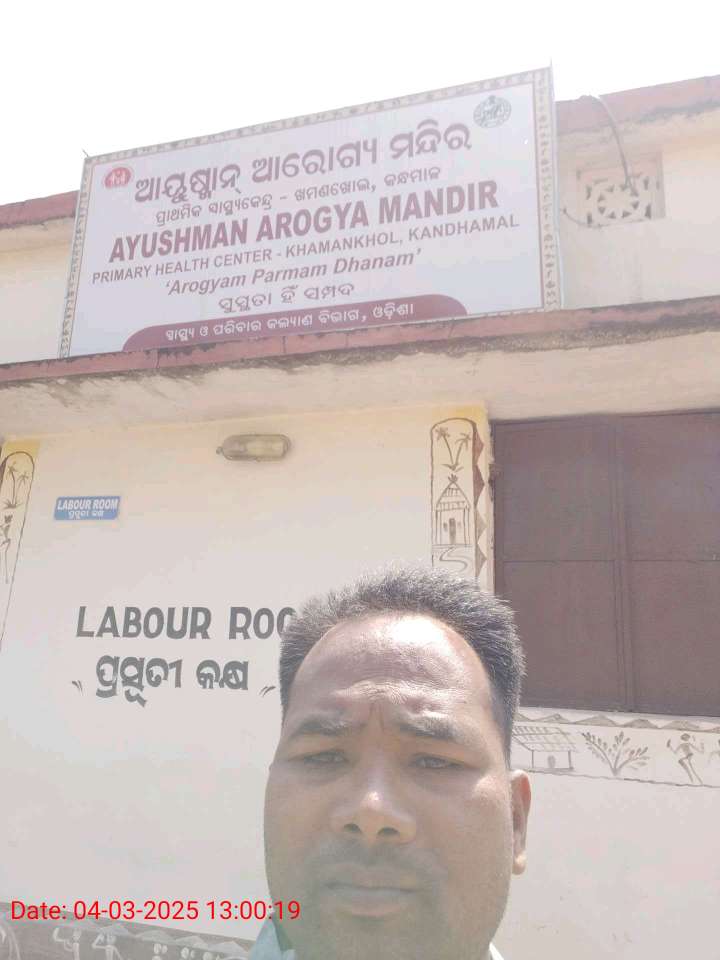 ଆୟୁଷ୍ମାନ୍ ଆରୋଗ୍ୟ ମନ୍ଦିର
ପ୍ରାଥମିକ ସ୍ୱାସ୍ଥ୍ୟକେନ୍ଦ୍ର - ଖମଣଖୋଲ, କନ୍ଧମାଳ
AYUSHMAN AROGYA MANDIR
PRIMARY HEALTH CENTER - KHAMANKHOL, KANDHAMAL
'Arogyam Parmam Dhanam'
ସୁସ୍ଥତା ହିଁ ସମ୍ପଦ
ସ୍ୱାସ୍ଥ୍ୟ ଓ ପରିବାର କଲ୍ୟାଣ ବିଭାଗ, ଓଡ଼ିଶା
LABOUR ROOM
ପ୍ରସୂତୀ କକ୍ଷ
LABOUR ROO
"ପ୍ରସୂତୀ କକ୍ଷ"
Date: 04-03-2025 13:00:19